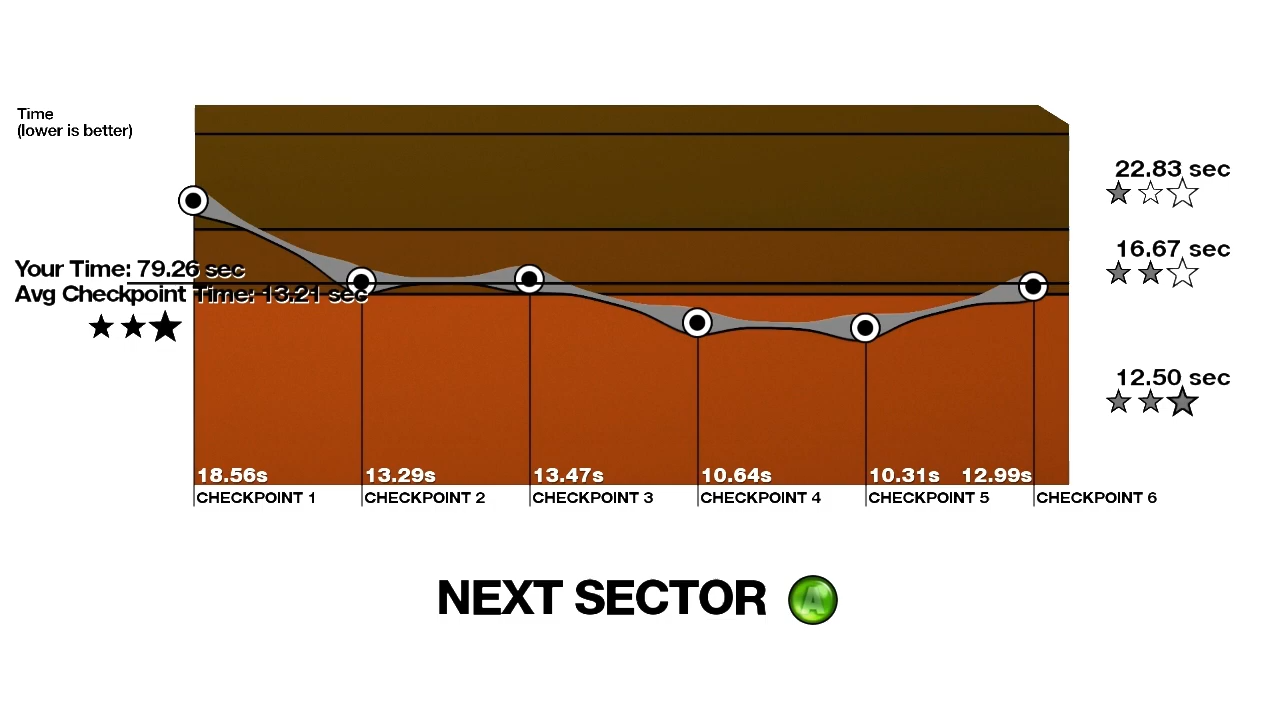 Time
(lower is better)
22.83 sec
16.67 sec
Your Time: 79.26 sec
Avg Checkpoint Time: 13.21 sec
12.50 sec
18.56s 13.29s 13.47s 10.64s 10.31s 12.99s
CHECKPOINT 1 CHECKPOINT 2 CHECKPOINT 3 CHECKPOINT 4 CHECKPOINT 5 CHECKPOINT 6
NEXT SECTOR A